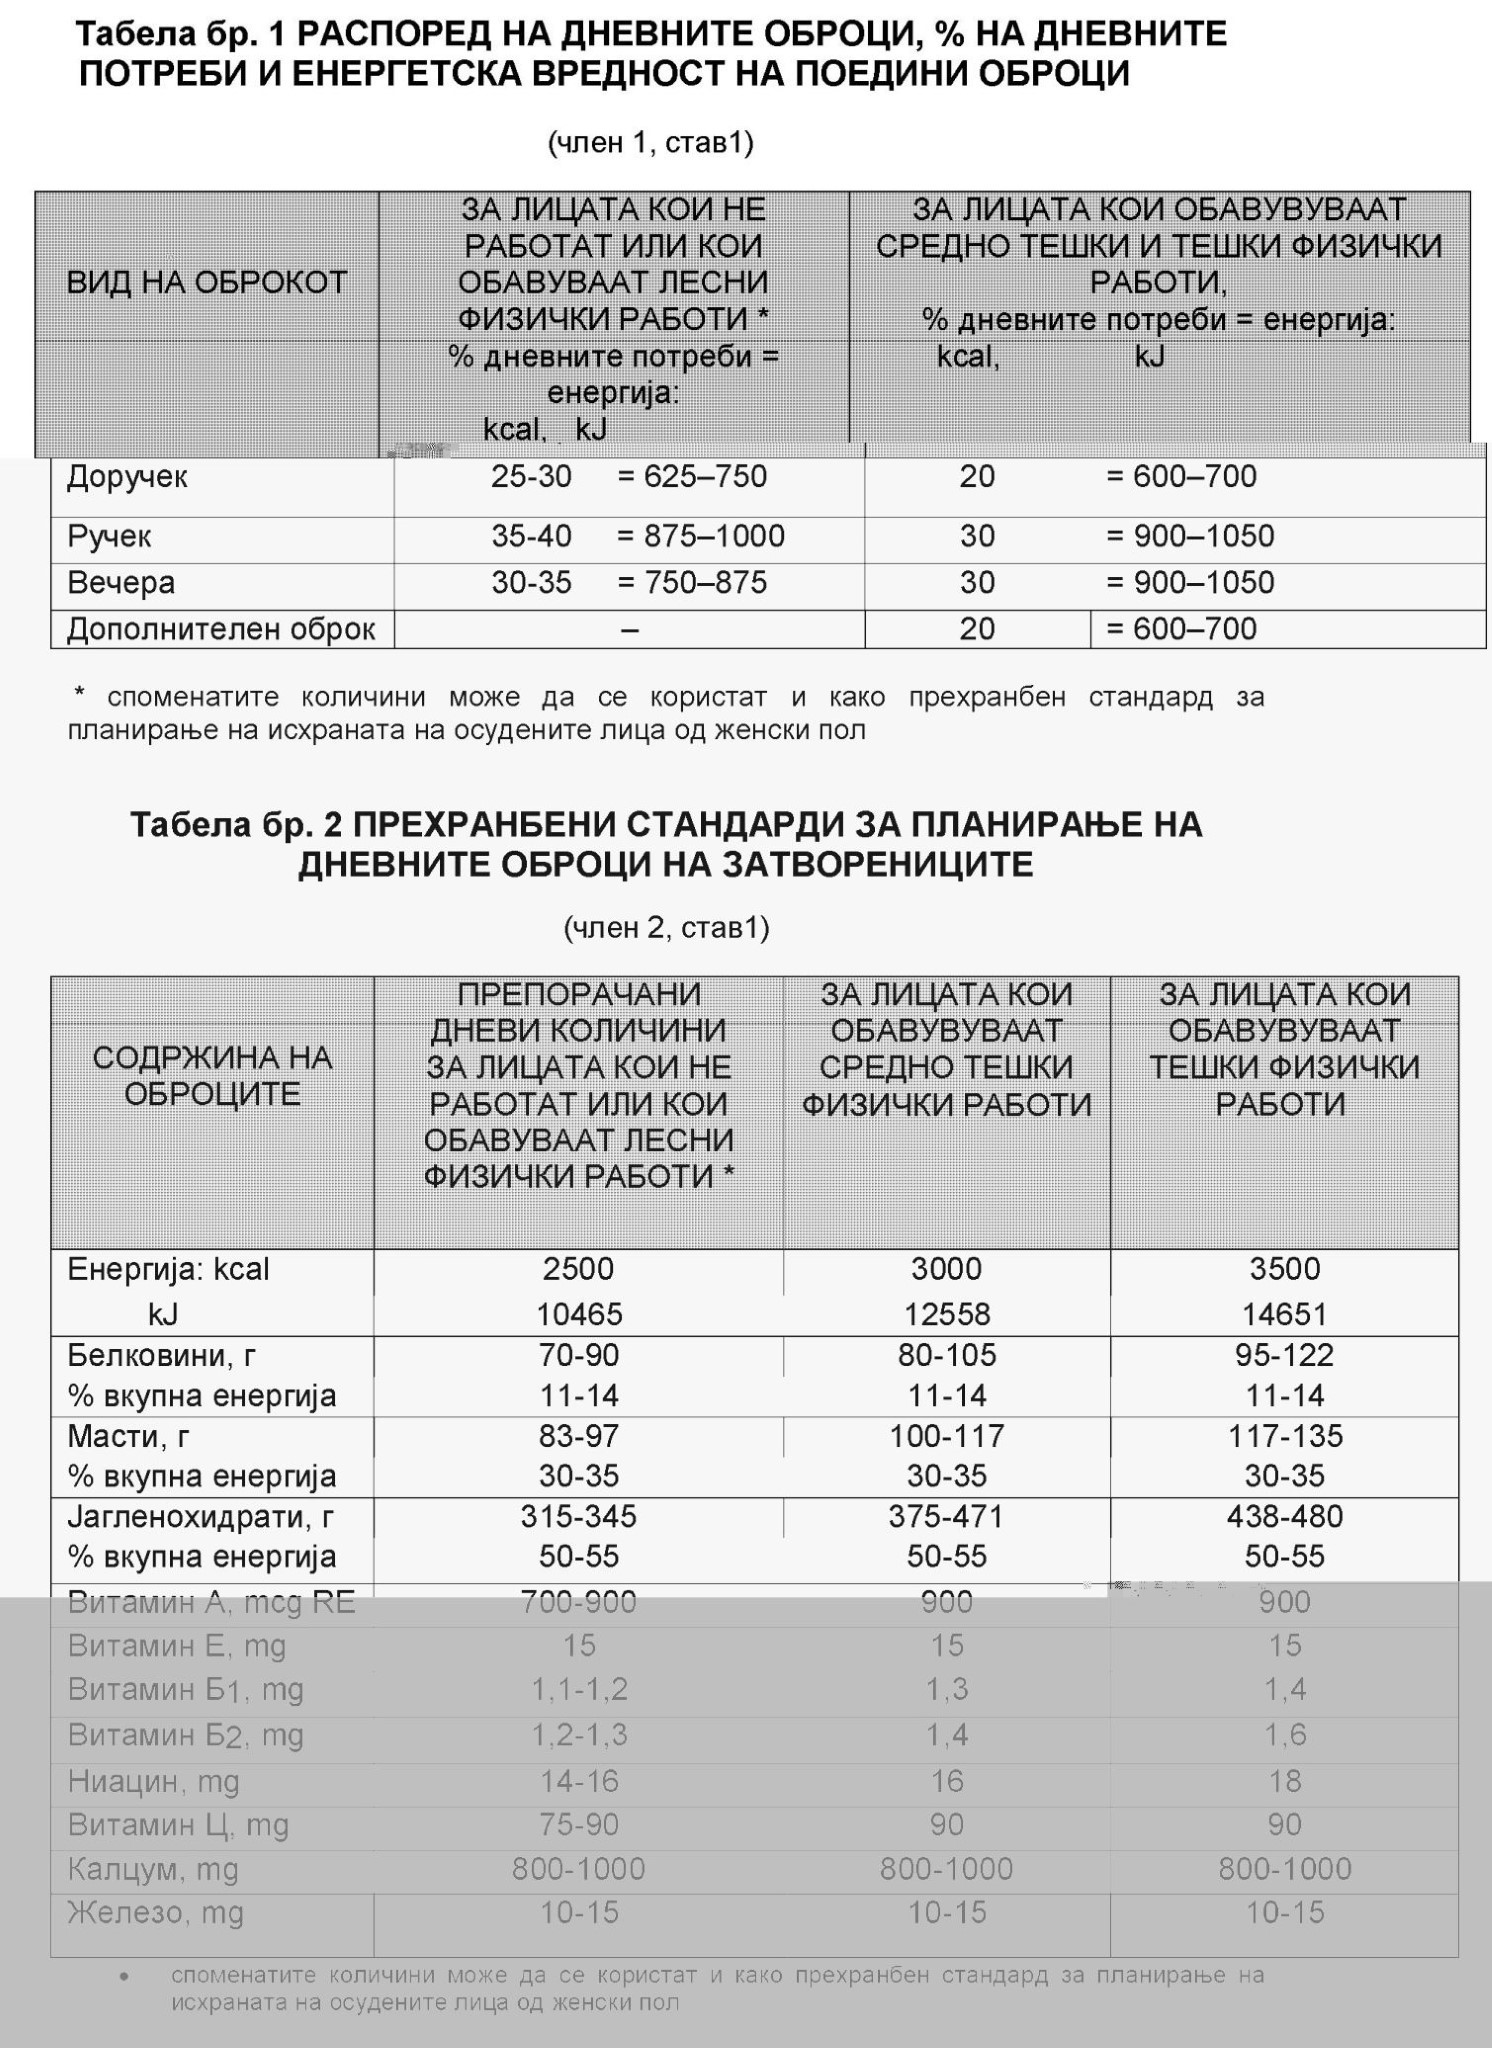 Табела бр. 1 РАСПОРЕД НА ДНЕВНИТЕ ОБРОЦИ, % НА ДНЕВНИТЕ
ПОТРЕБИ И ЕНЕРГЕТСКА ВРЕДНОСТ НА ПОЕДИНИ ОБРОЦИ
(член 1, став1)
ВИД НА ОБРОКОТ
ЗА ЛИЦАТА КОИ НЕ
РАБОТАТ ИЛИ КОИ
ОБАВУВААТ ЛЕСНИ
ФИЗИЧКИ РАБОТИ *
% дневните потреби =
енергија:
kcal, kJ
ЗА ЛИЦАТА КОИ ОБАВУВУВААТ
СРЕДНО ТЕШКИ И ТЕШКИ ФИЗИЧКИ
РАБОТИ,
% дневните потреби = енергија:
kcal, kJ
Доручек 25-30 = 625–750 20 = 600–700
Ручек 35-40 = 875–1000 30 = 900–1050
Вечера 30-35 = 750–875 30 = 900–1050
Дополнителен оброк – 20 = 600–700
* споменатите количини може да се користат и како прехранбен стандард за
планирање на исхраната на осудените лица од женски пол
Табела бр. 2 ПРЕХРАНБЕНИ СТАНДАРДИ ЗА ПЛАНИРАЊЕ НА
ДНЕВНИТЕ ОБРОЦИ НА ЗАТВОРЕНИЦИТЕ
(член 2, став1)
СОДРЖИНА НА
ОБРОЦИТЕ
ПРЕПОРАЧАНИ
ДНЕВИ КОЛИЧИНИ
ЗА ЛИЦАТА КОИ НЕ
РАБОТАТ ИЛИ КОИ
ОБАВУВААТ ЛЕСНИ
ФИЗИЧКИ РАБОТИ *
ЗА ЛИЦАТА КОИ
ОБАВУВУВААТ
СРЕДНО ТЕШКИ
ФИЗИЧКИ РАБОТИ
ЗА ЛИЦАТА КОИ
ОБАВУВУВААТ
ТЕШКИ ФИЗИЧКИ
РАБОТИ
Енергија: kcal 2500 3000 3500
kJ 10465 12558 14651
Белковини, г 70-90 80-105 95-122
% вкупна енергија 11-14 11-14 11-14
Масти, г 83-97 100-117 117-135
% вкупна енергија 30-35 30-35 30-35
Јагленохидрати, г 315-345 375-471 438-480
% вкупна енергија 50-55 50-55 50-55
Витамин А, mcg RE 700-900 900 900
Витамин Е, mg 15 15 15
Витамин Б1, mg 1,1-1,2 1,3 1,4
Витамин Б2, mg 1,2-1,3 1,4 1,6
Ниацин, mg 14-16 16 18
Витамин Ц, mg 75-90 90 90
Калцум, mg 800-1000 800-1000 800-1000
Железо, mg 10-15 10-15 10-15
• споменатите количини може да се користат и како прехранбен стандард за планирање на
исхраната на осудените лица од женски пол